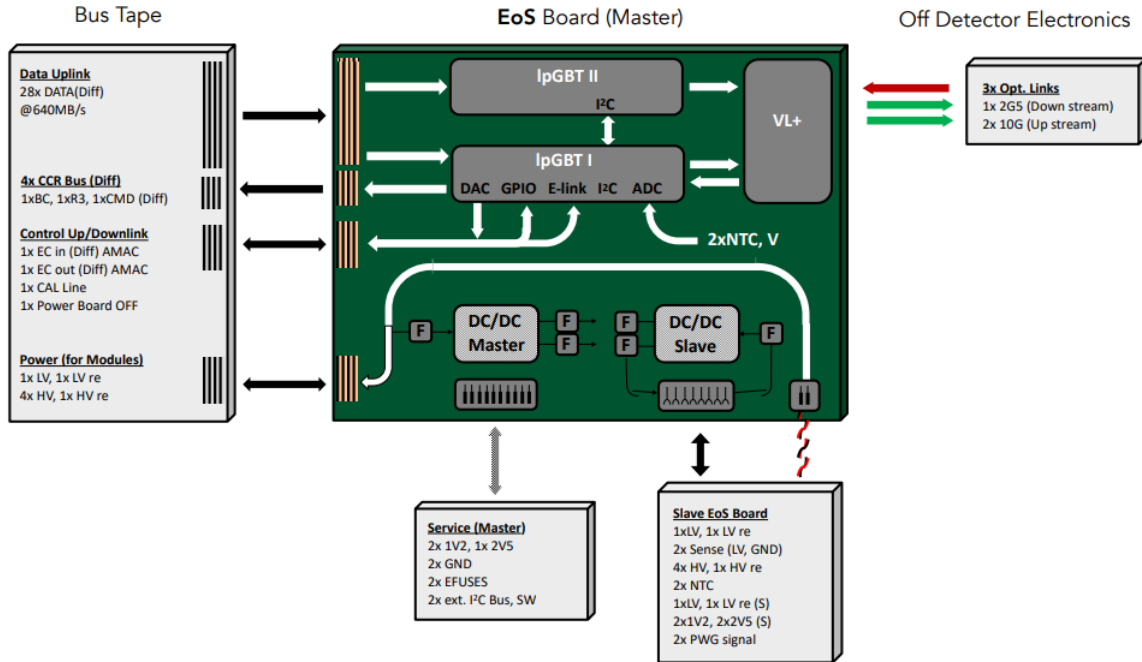 Bus Tape
EoS Board (Master)
Off Detector Electronics
Data Uplink
28x DATA(Diff)
@640MB/s
4x CCR Bus (Diff)
1xBC, 1xR3, 1xCMD (Diff)
Control Up/Downlink
1x EC in (Diff) AMAC
1x EC out (Diff) AMAC
1x CAL Line
1x Power Board OFF
Power (for Modules)
1x LV, 1x LV re
4x HV, 1x HV re
lpGBT II
I²C
lpGBT I
DAC GPIO E-link I²C ADC
VL+
2xNTC, V
F
DC/DC
Master
F
F
F
F
DC/DC
Slave
F
3x Opt. Links
1x 2G5 (Down stream)
2x 10G (Up stream)
Service (Master)
2x 1V2, 1x 2V5
2x GND
2x EFUSES
2x ext. I²C Bus, SW
Slave EoS Board
1xLV, 1x LV re
2x Sense (LV, GND)
4x HV, 1x HV re
2x NTC
1xLV, 1x LV re (S)
2x1V2, 2x2V5 (S)
2x PWG signal